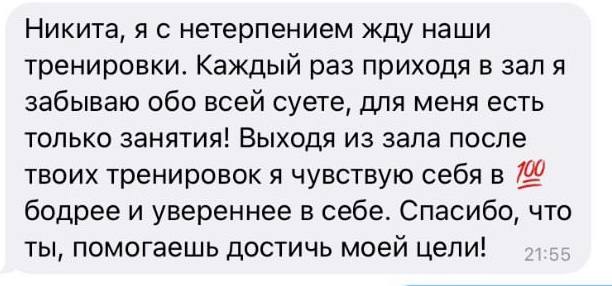 Никита, я с нетерпением жду наши
тренировки. Каждый раз приходя в зал я
забываю обо всей суете, для меня есть
только занятия! Выходя из зала после
твоих тренировок я чувствую себя в 💯
бодрее и увереннее в себе. Спасибо, что
ты, помогаешь достичь моей цели! 21:55